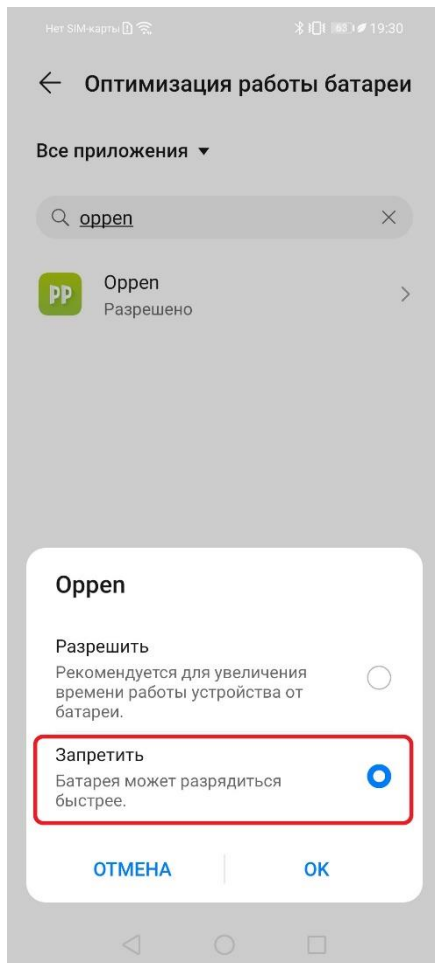 Нет SIM-карты
63 19:30
Оптимизация работы батареи
Все приложения
oppen
PP
Oppen
Разрешено
Oppen
Разрешить
Рекомендуется для увеличения
времени работы устройства от
батареи.
Запретить
Батарея может разрядиться
быстрее.
ОТМЕНА
OK